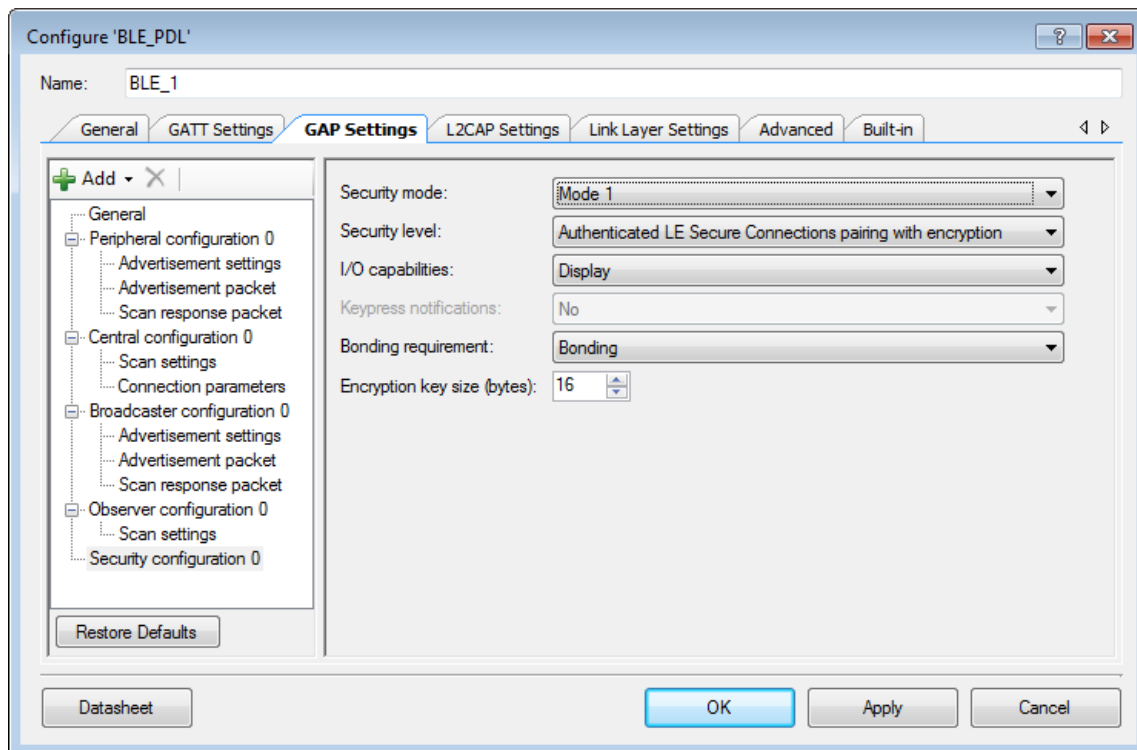 Configure 'BLE_PDL'
Name: BLE_1
General GATT Settings GAP Settings L2CAP Settings Link Layer Settings Advanced Built-in
Add
General
Peripheral configuration 0
Advertisement settings
Advertisement packet
Scan response packet
Central configuration 0
Scan settings
Connection parameters
Broadcaster configuration 0
Advertisement settings
Advertisement packet
Scan response packet
Observer configuration 0
Scan settings
Security configuration 0
Restore Defaults
Security mode: Mode 1
Security level: Authenticated LE Secure Connections pairing with encryption
I/O capabilities: Display
Keypress notifications: No
Bonding requirement: Bonding
Encryption key size (bytes): 16
Datasheet OK Apply Cancel